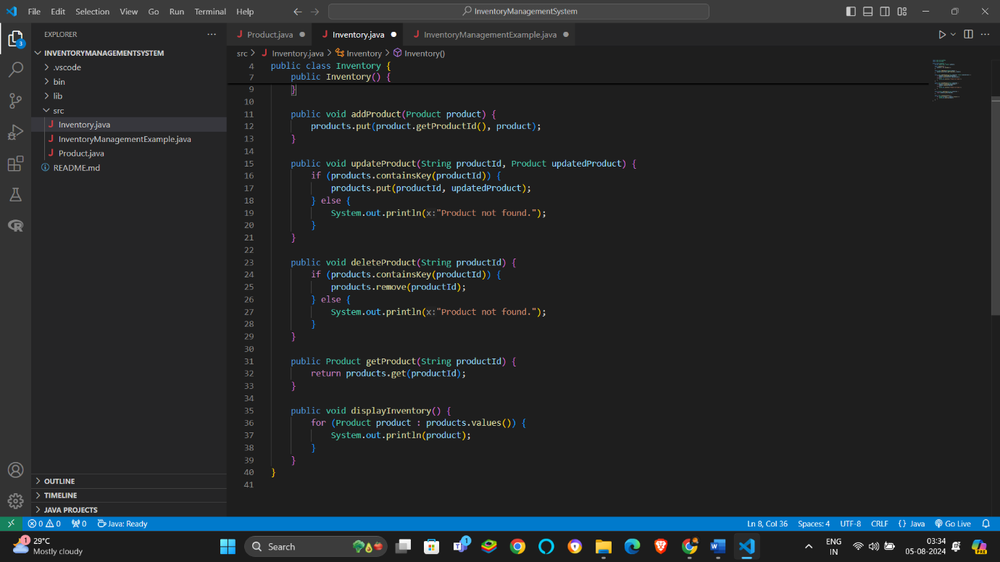 File Edit Selection View Go Run Terminal Help
InventoryManagementSystem
EXPLORER
3
INVENTORYMANAGEMENTSYSTEM
.vscode
bin
lib
src
J Inventory.java
J InventoryManagementExample.java
J Product.java
README.md
OUTLINE
TIMELINE
JAVA PROJECTS
J Product.java J Inventory.java J InventoryManagementExample.java
src > J Inventory.java > Inventory > Inventory()
4 public class Inventory {
7 public Inventory() {
9 }
10
11 public void addProduct(Product product) {
12 products.put(product.getProductId(), product);
13 }
14
15 public void updateProduct(String productId, Product updatedProduct) {
16 if (products.containsKey(productId)) {
17 products.put(productId, updatedProduct);
18 } else {
19 System.out.println(x:"Product not found.");
20 }
21 }
22
23 public void deleteProduct(String productId) {
24 if (products.containsKey(productId)) {
25 products.remove(productId);
26 } else {
27 System.out.println(x:"Product not found.");
28 }
29 }
30
31 public Product getProduct(String productId) {
32 return products.get(productId);
33 }
34
35 public void displayInventory() {
36 for (Product product : products.values()) {
37 System.out.println(product);
38 }
39 }
40 }
41
0 0 0 Java: Ready Ln 8, Col 36 Spaces: 4 UTF-8 CRLF {} Java Go Live
1 29°C
Mostly cloudy
Search
1
ENG
IN
03:34
05-08-2024
PRE